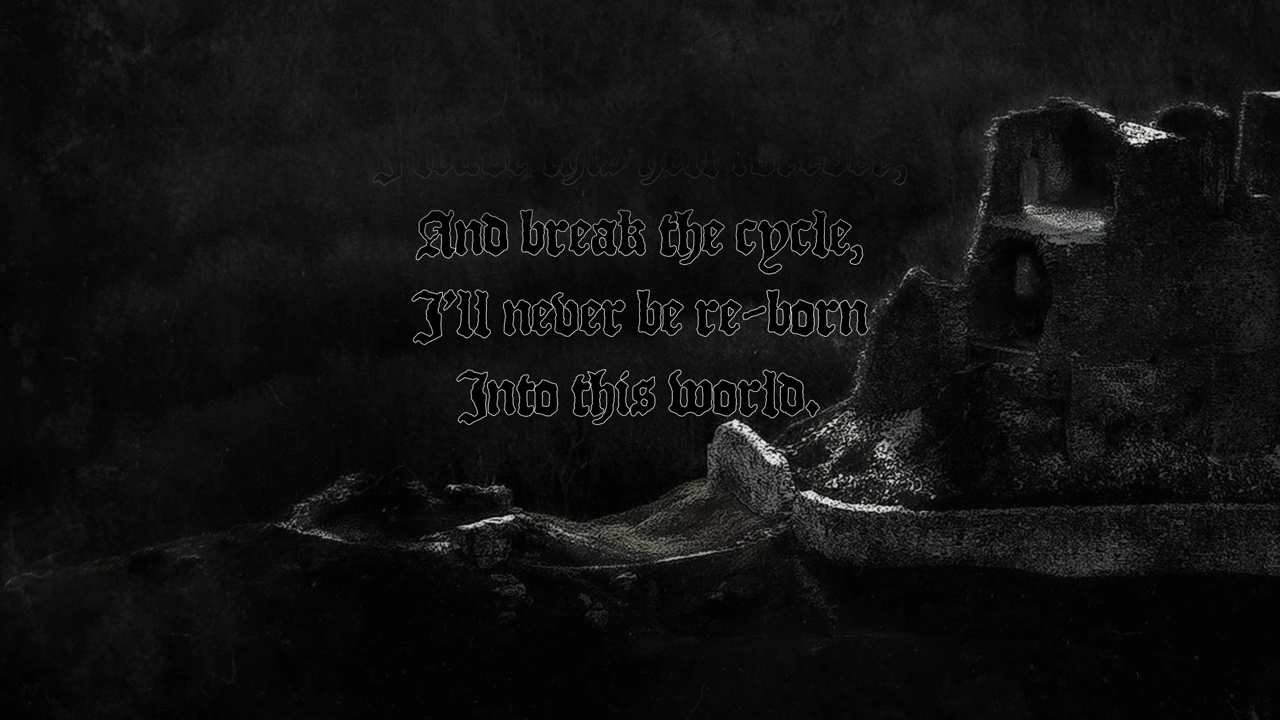 And break the cycle,
I'll never be re-born
Into this world.